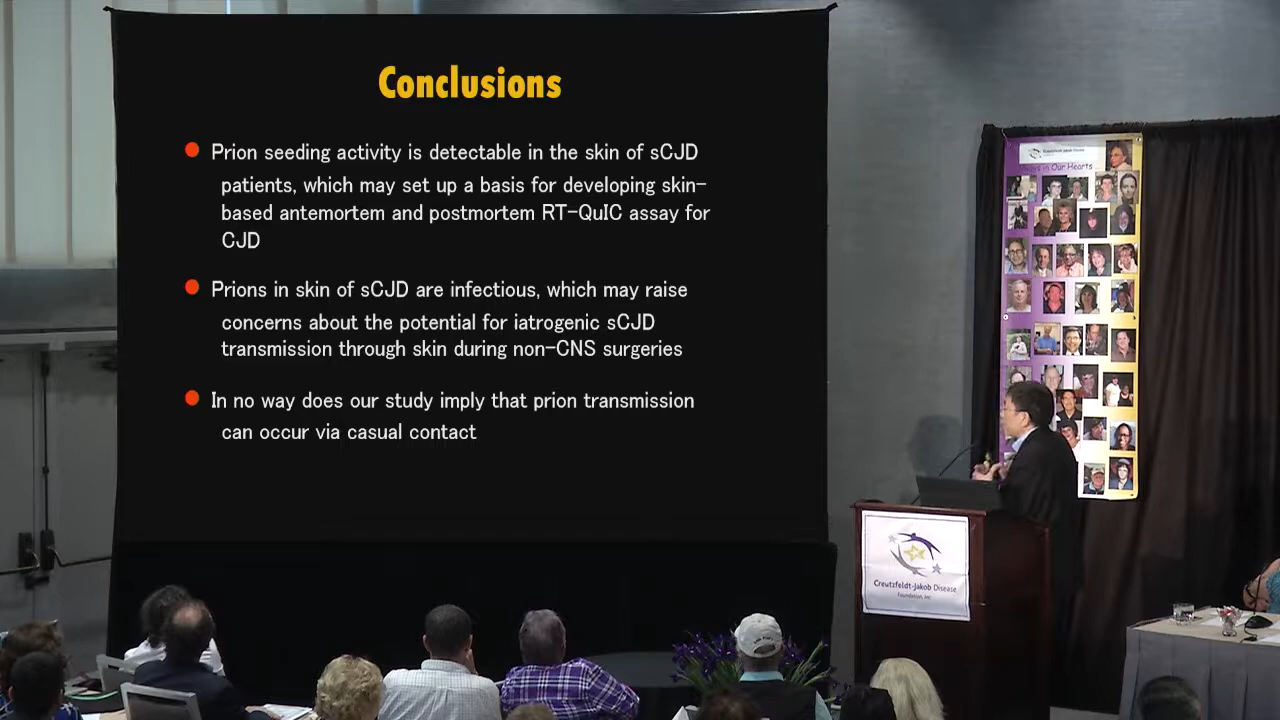 Conclusions
Prion seeding activity is detectable in the skin of sCJD
patients, which may set up a basis for developing skin-
based antemortem and postmortem RT-QuIC assay for
CJD
Prions in skin of sCJD are infectious, which may raise
concerns about the potential for iatrogenic sCJD
transmission through skin during non-CNS surgeries
In no way does our study imply that prion transmission
can occur via casual contact
Creutzfeldt-Jakob Disease
in Our Hearts
Creutzfeldt-Jakob Disease
Foundation, Inc